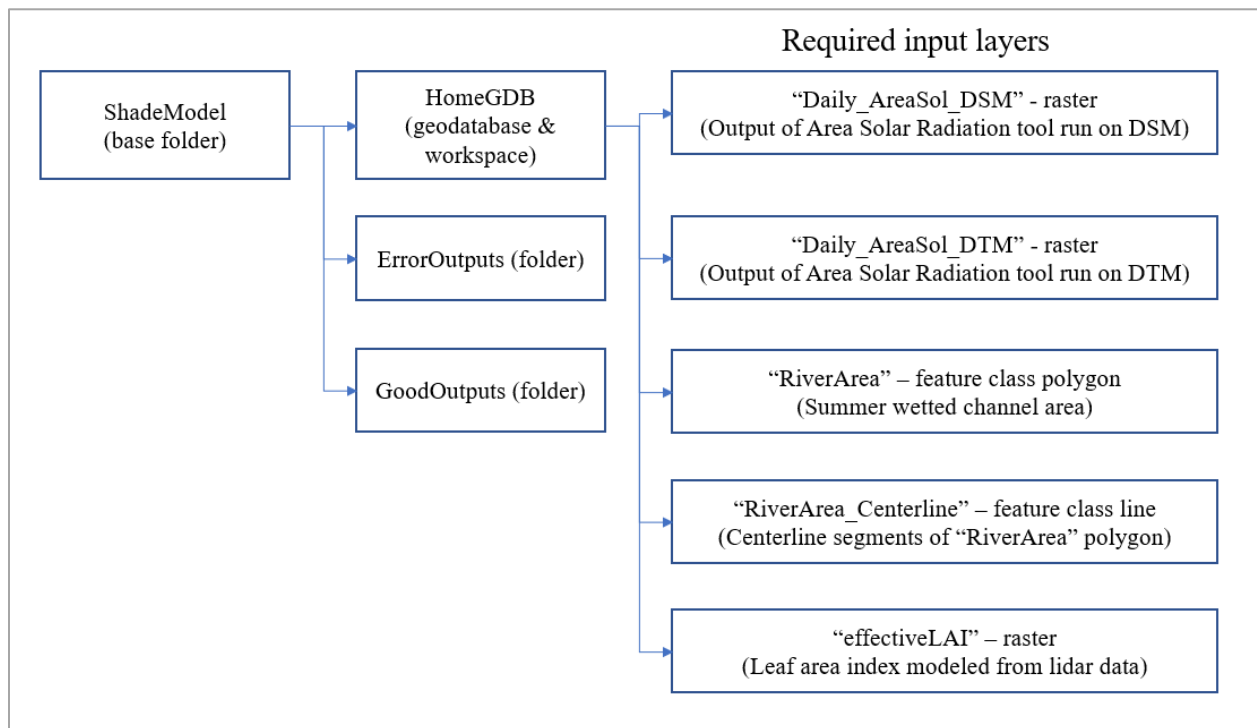 Required input layers
ShadeModel
(base folder)
HomeGDB
(geodatabase &
workspace)
ErrorOutputs (folder)
GoodOutputs (folder)
“Daily_AreaSol_DSM” - raster
(Output of Area Solar Radiation tool run on DSM)
“Daily_AreaSol_DTM” - raster
(Output of Area Solar Radiation tool run on DTM)
“RiverArea” – feature class polygon
(Summer wetted channel area)
“RiverArea_Centerline” – feature class line
(Centerline segments of “RiverArea” polygon)
“effectiveLAI” – raster
(Leaf area index modeled from lidar data)